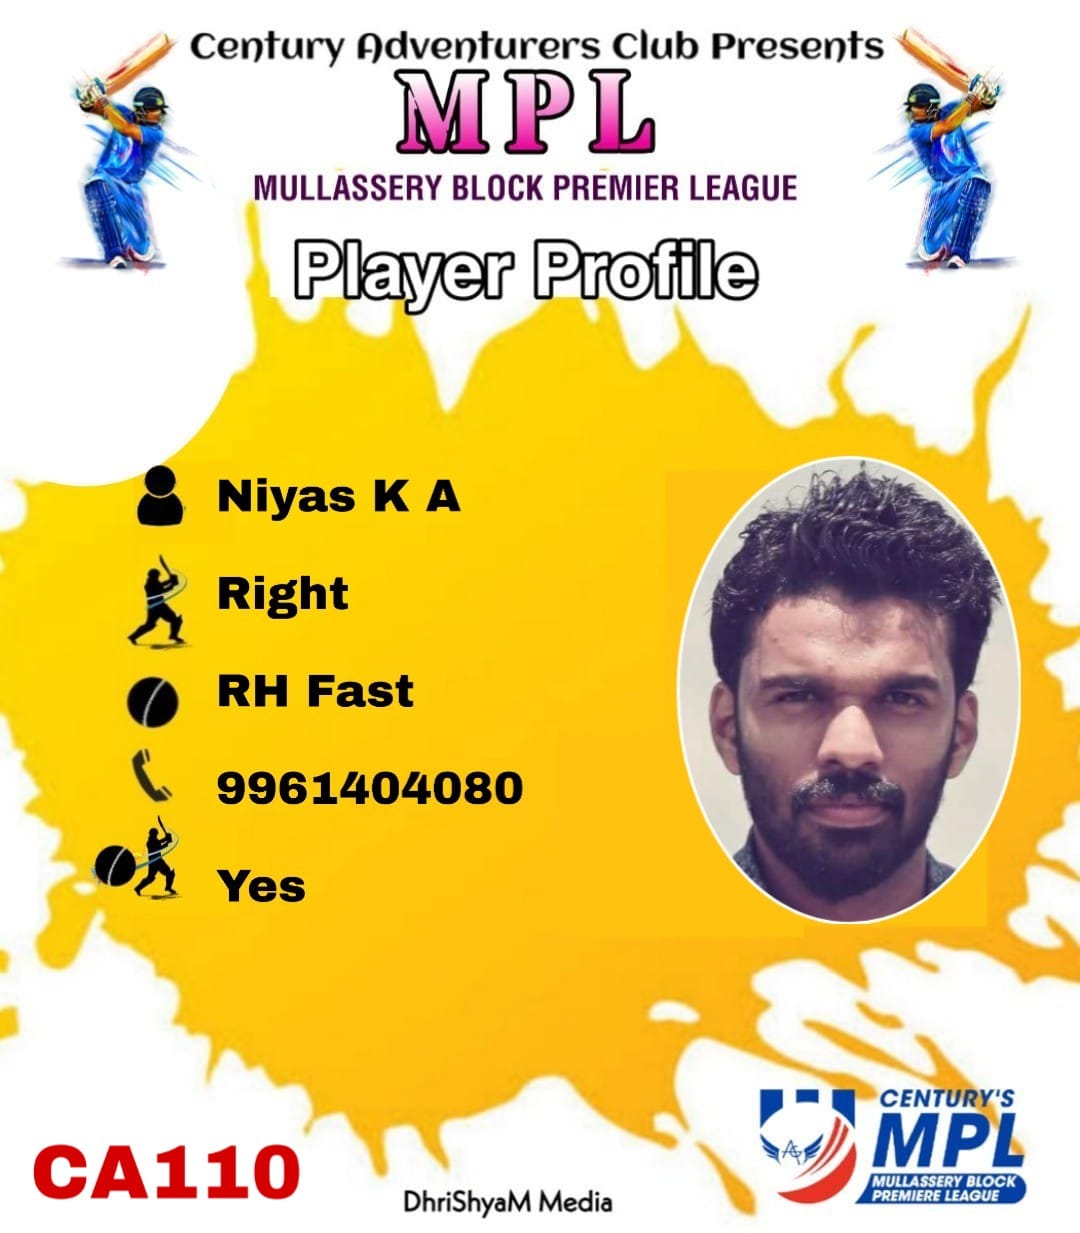 Century Adventurers Club Presents
MPL
MULLASSERY BLOCK PREMIER LEAGUE
Player Profile
Niyas K A
Right
RH Fast
9961404080
Yes
CA110
DhriShyaM Media
CENTURY'S
MPL
MULLASSERY BLOCK
PREMIERE LEAGUE